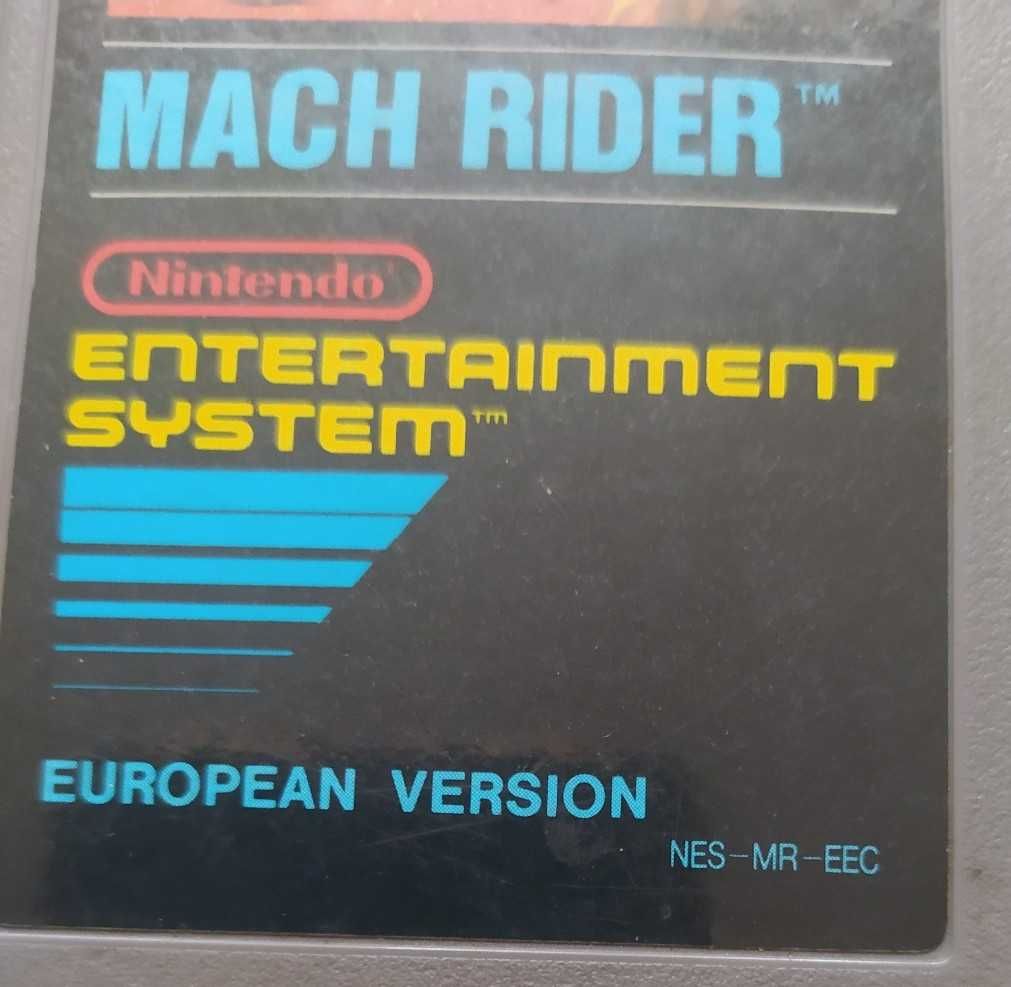 MACH RIDER™
Nintendo®
ENTERTAINMENT
SYSTEM™
EUROPEAN VERSION
NES-MR-EEC